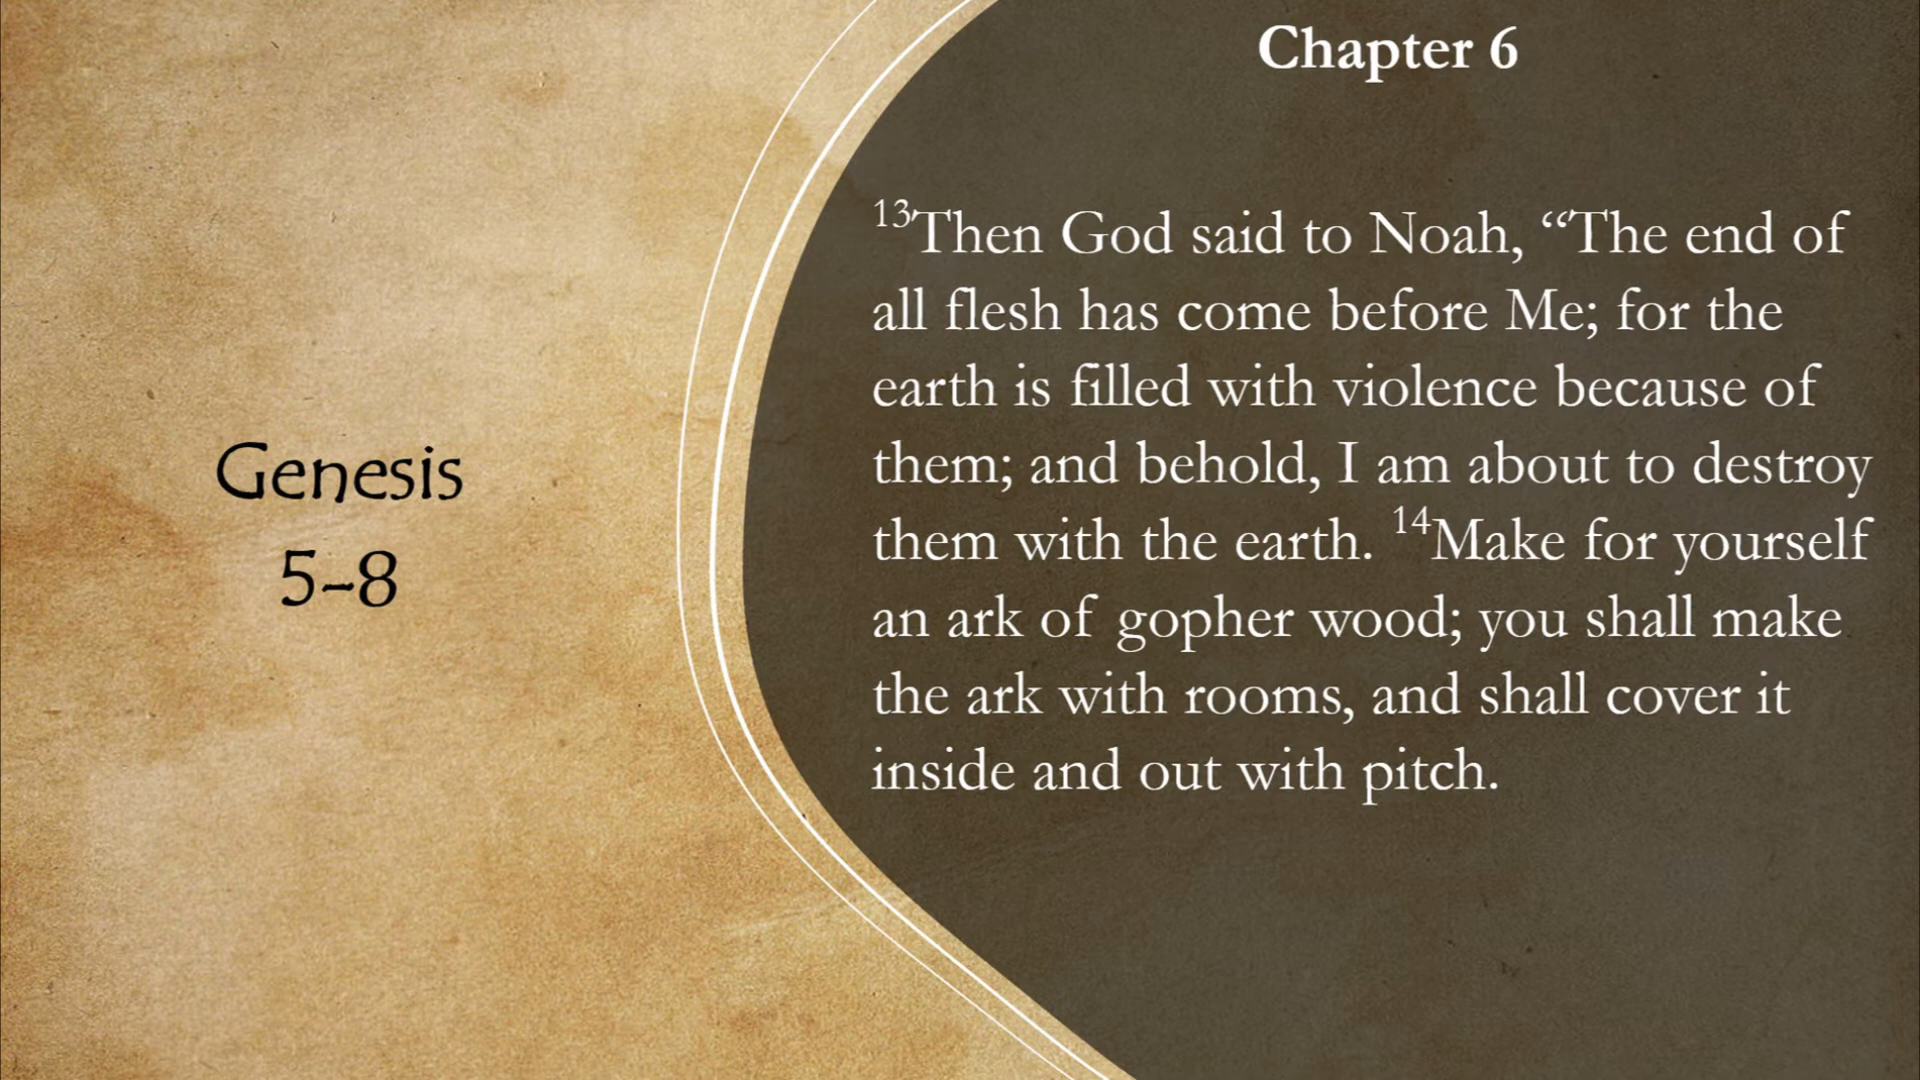 Genesis
5-8
Chapter 6
13Then God said to Noah, “The end of
all flesh has come before Me; for the
earth is filled with violence because of
them; and behold, I am about to destroy
them with the earth. 14Make for yourself
an ark of gopher wood; you shall make
the ark with rooms, and shall cover it
inside and out with pitch.